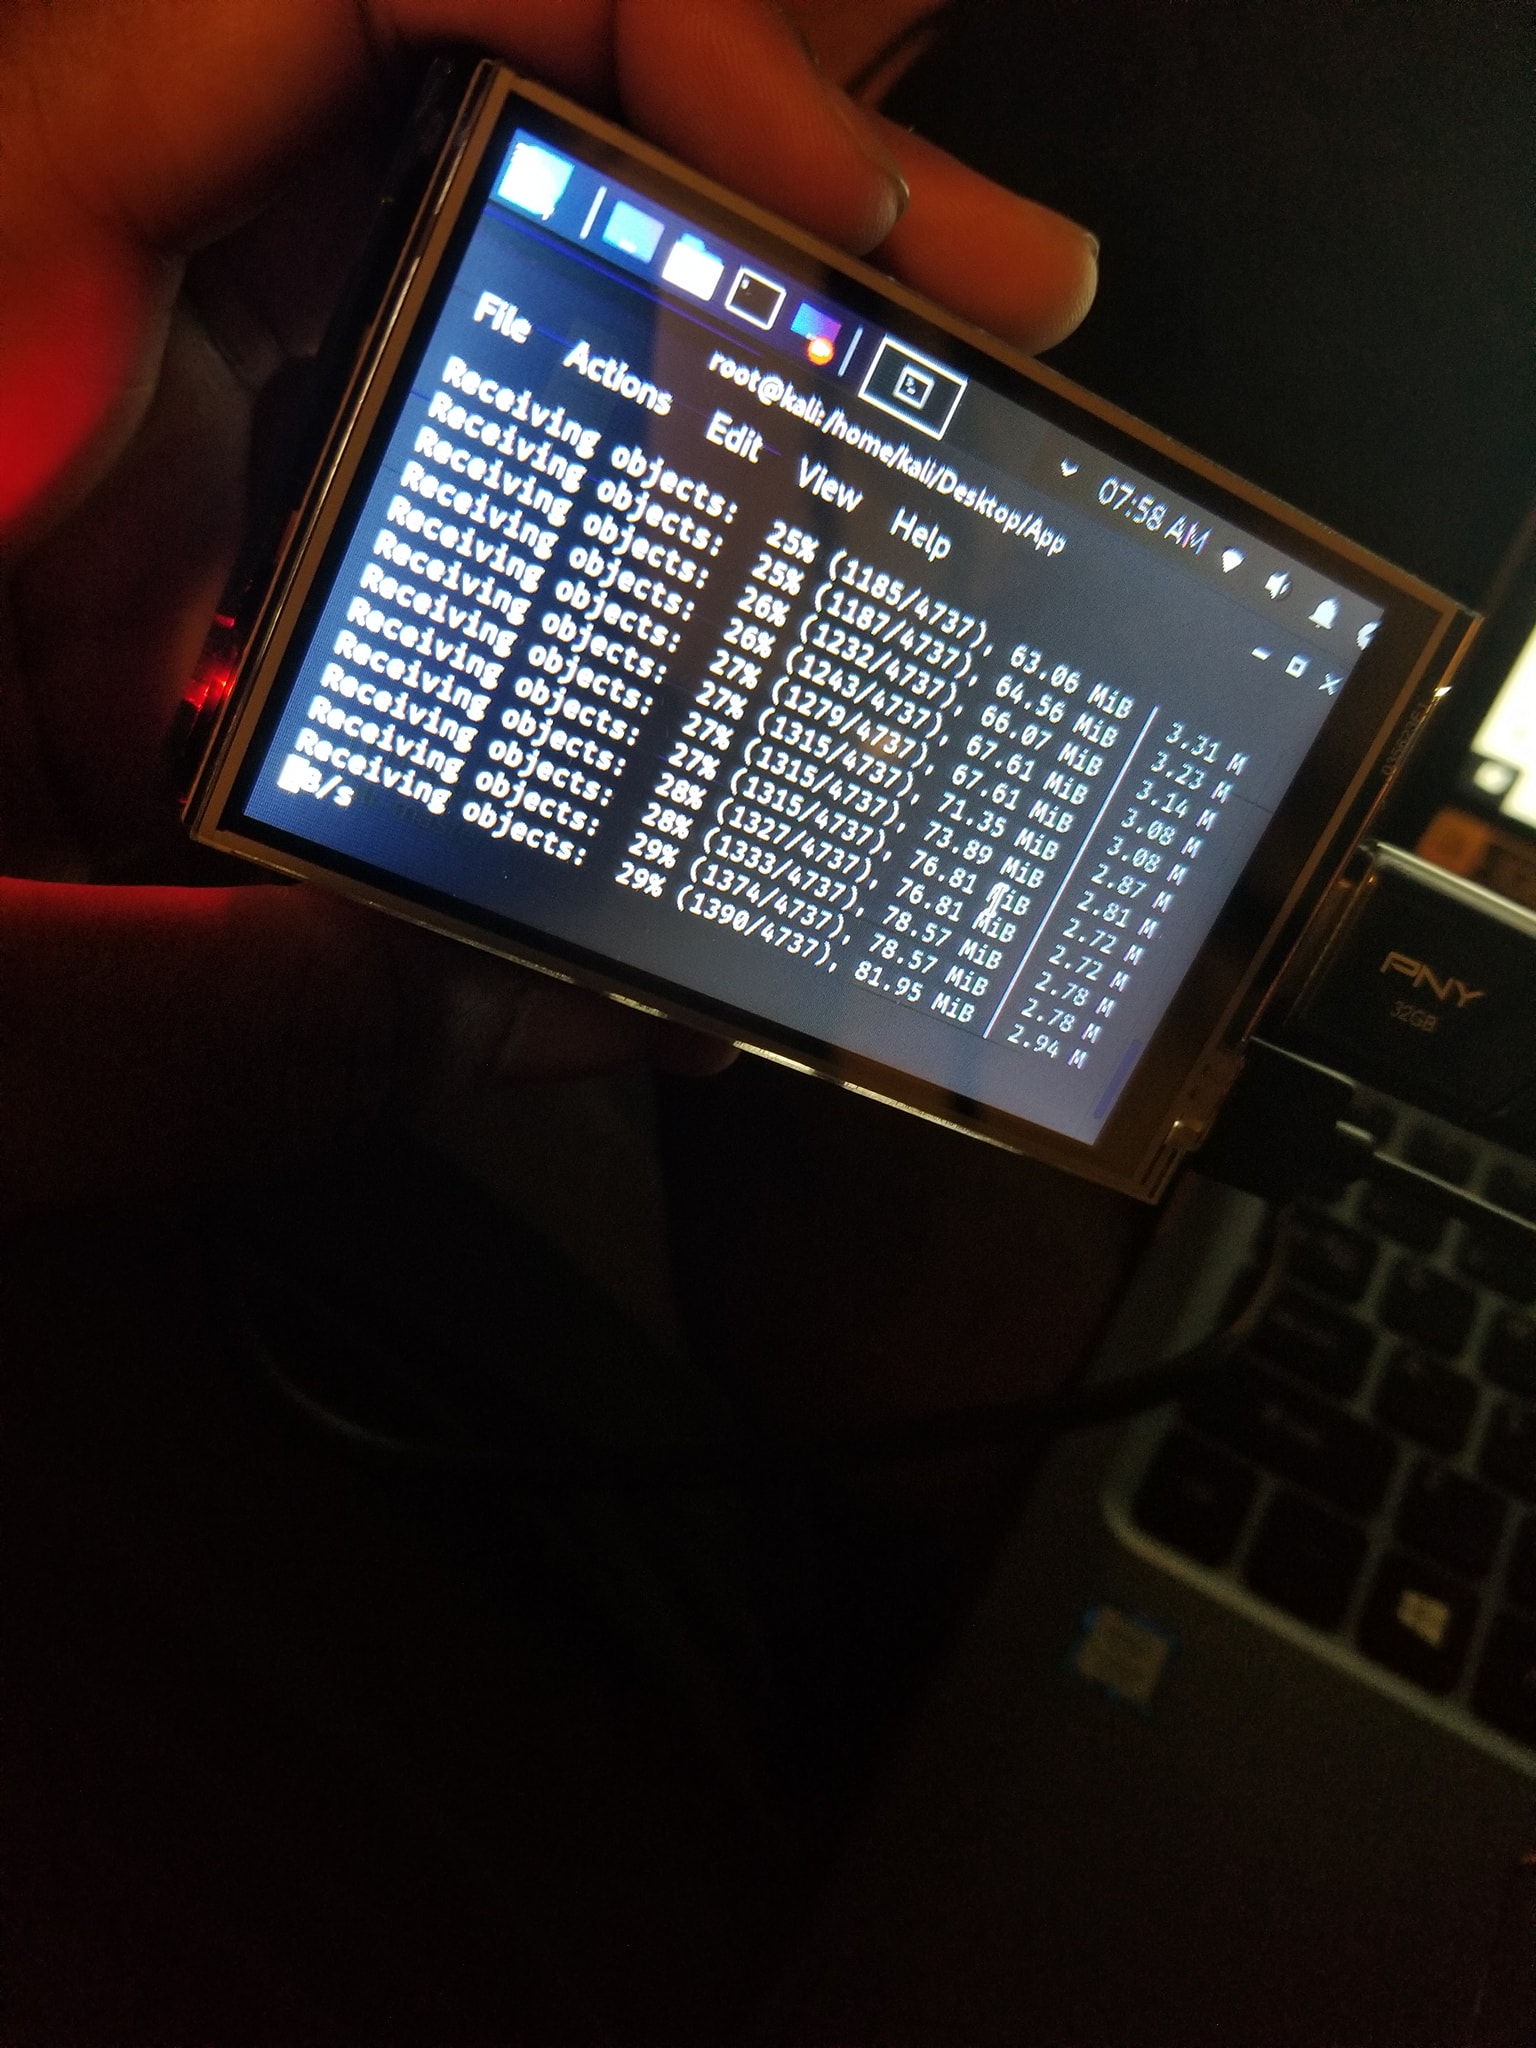 07:58 AM
root@kali: /home/kali/Desktop/App
File Actions Edit View Help
Receiving objects: 25% (1185/4737), 63.06 MiB | 3.31 M
Receiving objects: 25% (1187/4737), 64.56 MiB | 3.23 M
Receiving objects: 26% (1232/4737), 66.07 MiB | 3.14 M
Receiving objects: 26% (1243/4737), 67.61 MiB | 3.08 M
Receiving objects: 27% (1279/4737), 67.61 MiB | 3.08 M
Receiving objects: 27% (1315/4737), 71.35 MiB | 2.87 M
Receiving objects: 27% (1315/4737), 73.89 MiB | 2.81 M
Receiving objects: 27% (1315/4737), 76.81 MiB | 2.72 M
Receiving objects: 28% (1327/4737), 76.81 MiB | 2.72 M
Receiving objects: 28% (1333/4737), 78.57 MiB | 2.78 M
Receiving objects: 29% (1374/4737), 78.57 MiB | 2.78 M
Receiving objects: 29% (1390/4737), 81.95 MiB | 2.94 M
B/s
PNY
32GB